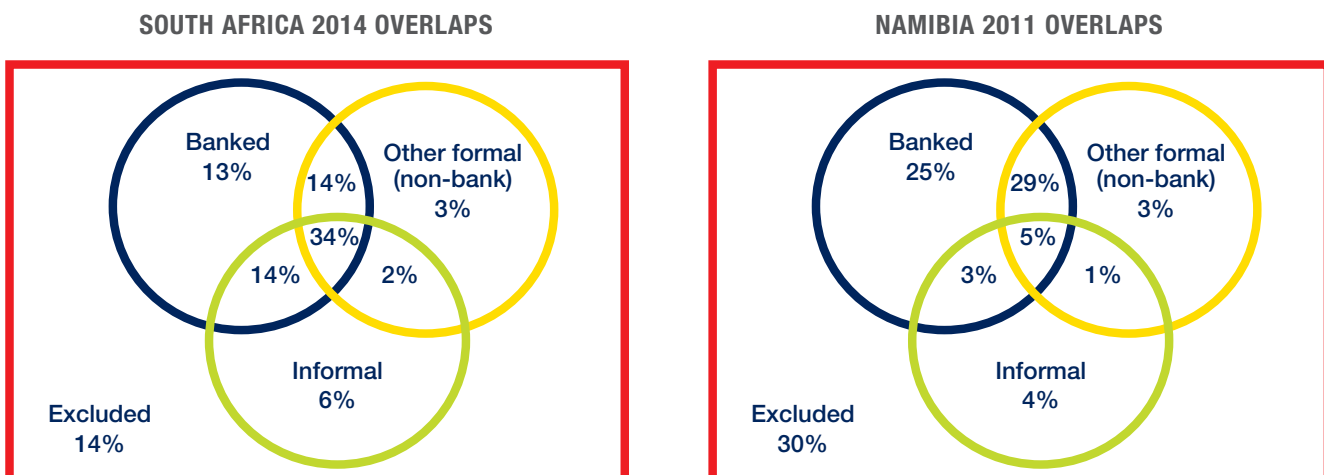 SOUTH AFRICA 2014 OVERLAPS
Banked
13%
14%
Other formal
(non-bank)
3%
34%
14%
2%
Informal
6%
Excluded
14%
NAMIBIA 2011 OVERLAPS
Banked
25%
29%
Other formal
(non-bank)
3%
5%
3%
1%
Informal
4%
Excluded
30%